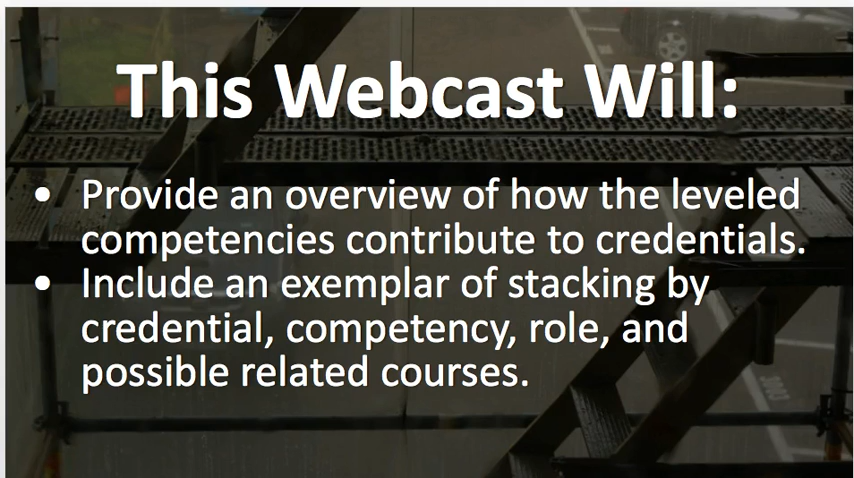 This Webcast Will:
• Provide an overview of how the leveled
competencies contribute to credentials.
• Include an exemplar of stacking by
credential, competency, role, and
possible related courses.